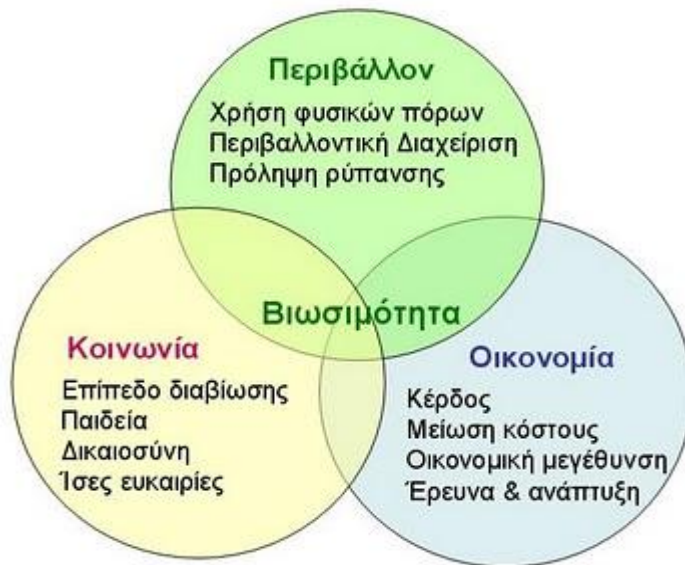 Περιβάλλον
Χρήση φυσικών πόρων
Περιβαλλοντική Διαχείριση
Πρόληψη ρύπανσης
Βιωσιμότητα
Κοινωνία
Επίπεδο διαβίωσης
Παιδεία
Δικαιοσύνη
Ίσες ευκαιρίες
Οικονομία
Κέρδος
Μείωση κόστους
Οικονομική μεγέθυνση
Έρευνα & ανάπτυξη